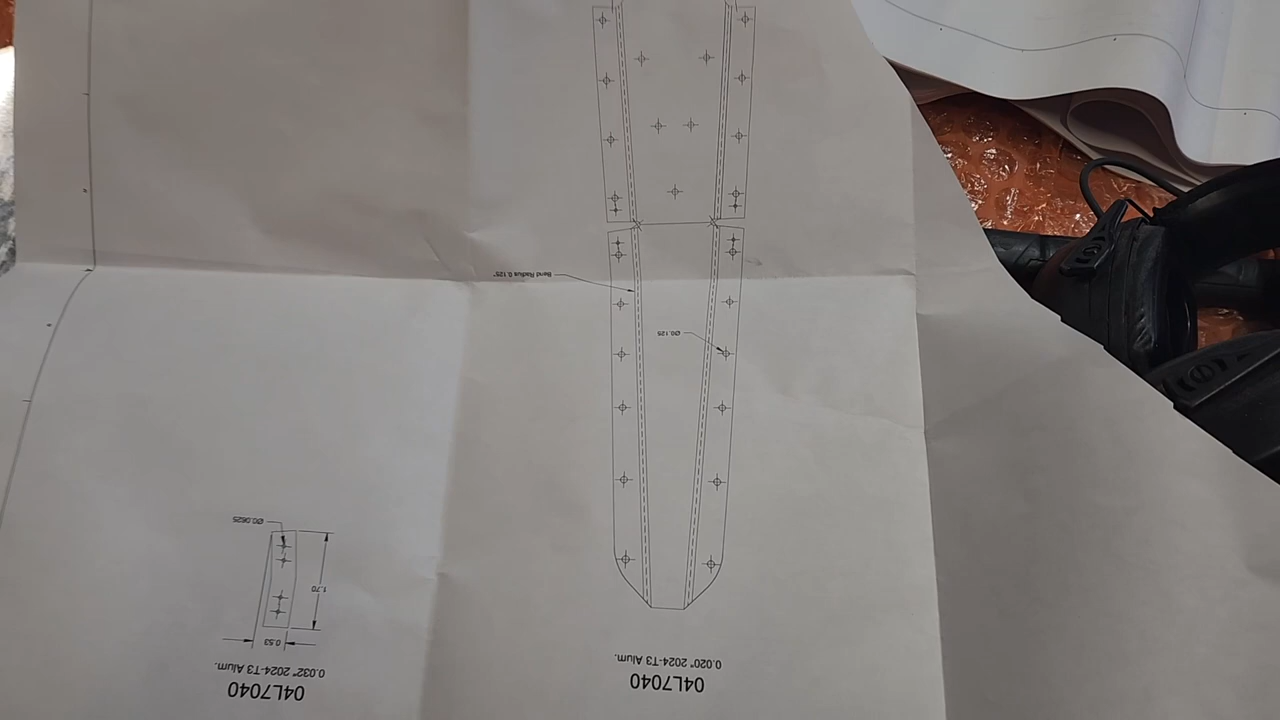 04L7040
0.020" 2024-T3 Alum.
Ø0.125
Bend Radius 0.125"
04L7040
0.032" 2024-T3 Alum.
0.53
1.70
Ø0.0625